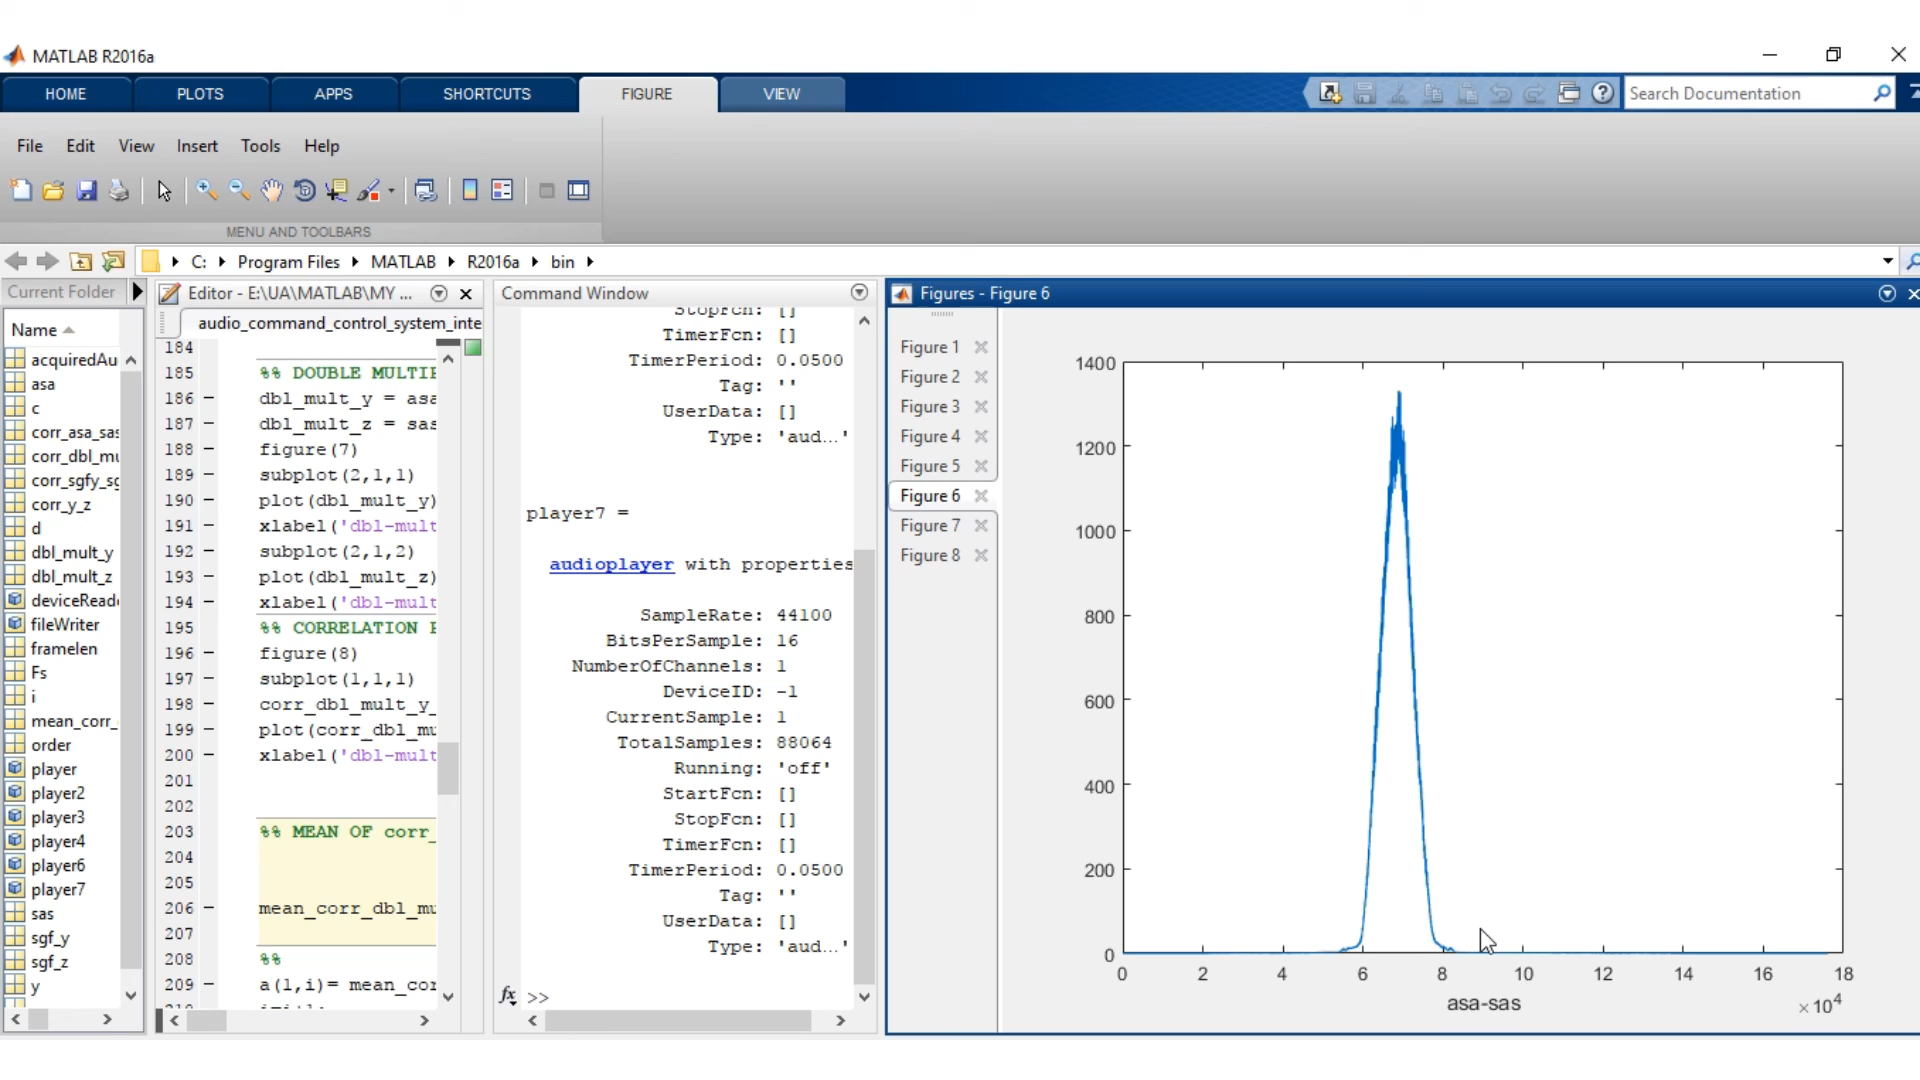 MATLAB R2016a
HOME PLOTS APPS SHORTCUTS FIGURE VIEW Search Documentation
File Edit View Insert Tools Help
MENU AND TOOLBARS
C: Program Files MATLAB R2016a bin
Current Folder
Name
acquiredAu
asa
c
corr_asa_sas
corr_dbl_mu
corr_sgfy_sg
corr_y_z
d
dbl_mult_y
dbl_mult_z
deviceReade
fileWriter
framelen
Fs
i
mean_corr_
order
player
player2
player3
player4
player6
player7
sas
sgf_y
sgf_z
y
Editor - E:\UA\MATLAB\MY ...
audio_command_control_system_inte
184
185 %% DOUBLE MULTIP
186 – dbl_mult_y = asa
187 – dbl_mult_z = sas
188 – figure(7)
189 – subplot(2,1,1)
190 – plot(dbl_mult_y)
191 – xlabel('dbl-mult
192 – subplot(2,1,2)
193 – plot(dbl_mult_z)
194 – xlabel('dbl-mult
195 %% CORRELATION
196 – figure(8)
197 – subplot(1,1,1)
198 – corr_dbl_mult_y_
199 – plot(corr_dbl_mu
200 – xlabel('dbl-mult
201
202
203 %% MEAN OF corr_
204
205
206 – mean_corr_dbl_mu
207
208 %%
209 – a(1,i)= mean_cor
Command Window
StopFcn: []
TimerFcn: []
TimerPeriod: 0.0500
Tag: ''
UserData: []
Type: 'aud...'
player7 =
audioplayer with properties
SampleRate: 44100
BitsPerSample: 16
NumberOfChannels: 1
DeviceID: -1
CurrentSample: 1
TotalSamples: 88064
Running: 'off'
StartFcn: []
StopFcn: []
TimerFcn: []
TimerPeriod: 0.0500
Tag: ''
UserData: []
Type: 'aud...'
fx >>
Figures - Figure 6
Figure 1
Figure 2
Figure 3
Figure 4
Figure 5
Figure 6
Figure 7
Figure 8
1400
1200
1000
800
600
400
200
0
0 2 4 6 8 10 12 14 16 18
asa-sas
×10^4